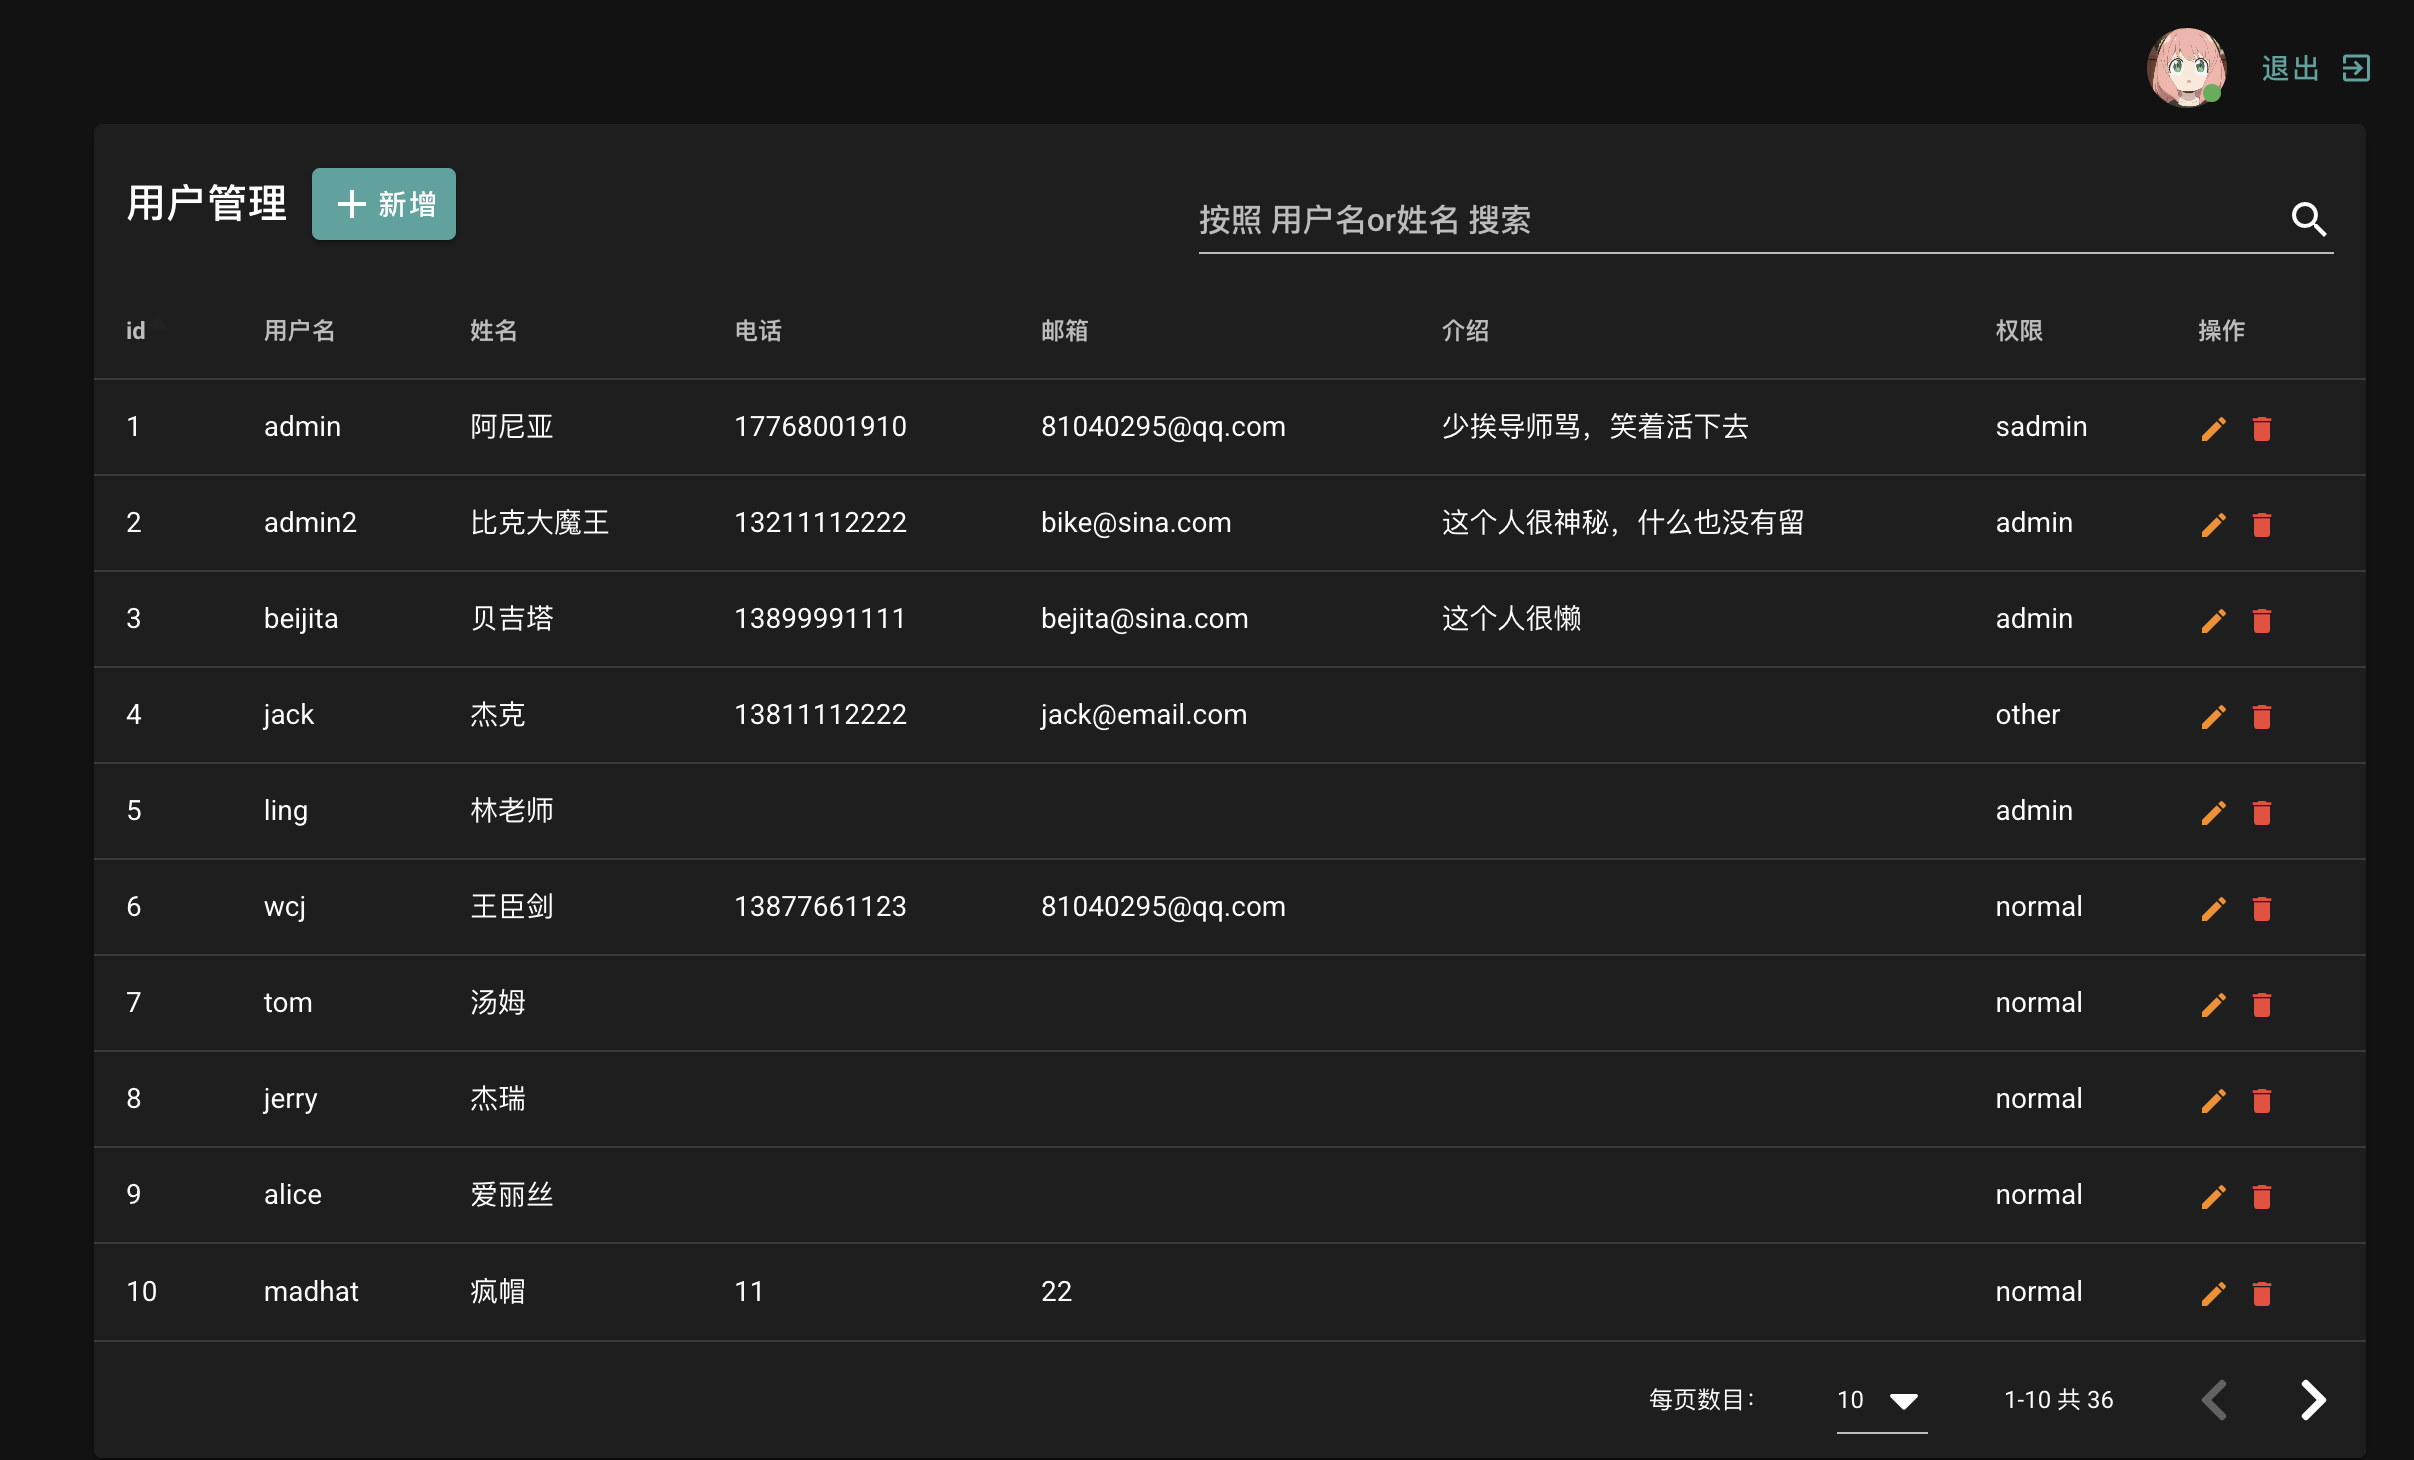 退出
用户管理 新增
按照 用户名or姓名 搜索
id 用户名 姓名 电话 邮箱 介绍 权限 操作
1 admin 阿尼亚 17768001910 81040295@qq.com 少挨导师骂，笑着活下去 sadmin
2 admin2 比克大魔王 13211112222 bike@sina.com 这个人很神秘，什么也没有留 admin
3 beijita 贝吉塔 13899991111 bejita@sina.com 这个人很懒 admin
4 jack 杰克 13811112222 jack@email.com other
5 ling 林老师 admin
6 wcj 王臣剑 13877661123 81040295@qq.com normal
7 tom 汤姆 normal
8 jerry 杰瑞 normal
9 alice 爱丽丝 normal
10 madhat 疯帽 11 22 normal
每页数目： 10 1-10 共 36